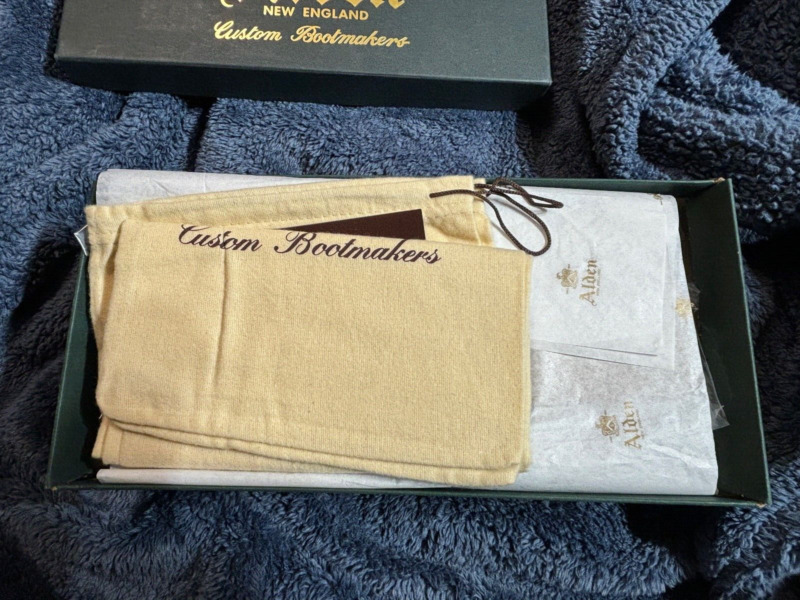 NEW ENGLAND
Custom Bootmakers
Custom Bootmakers
Alden
Alden